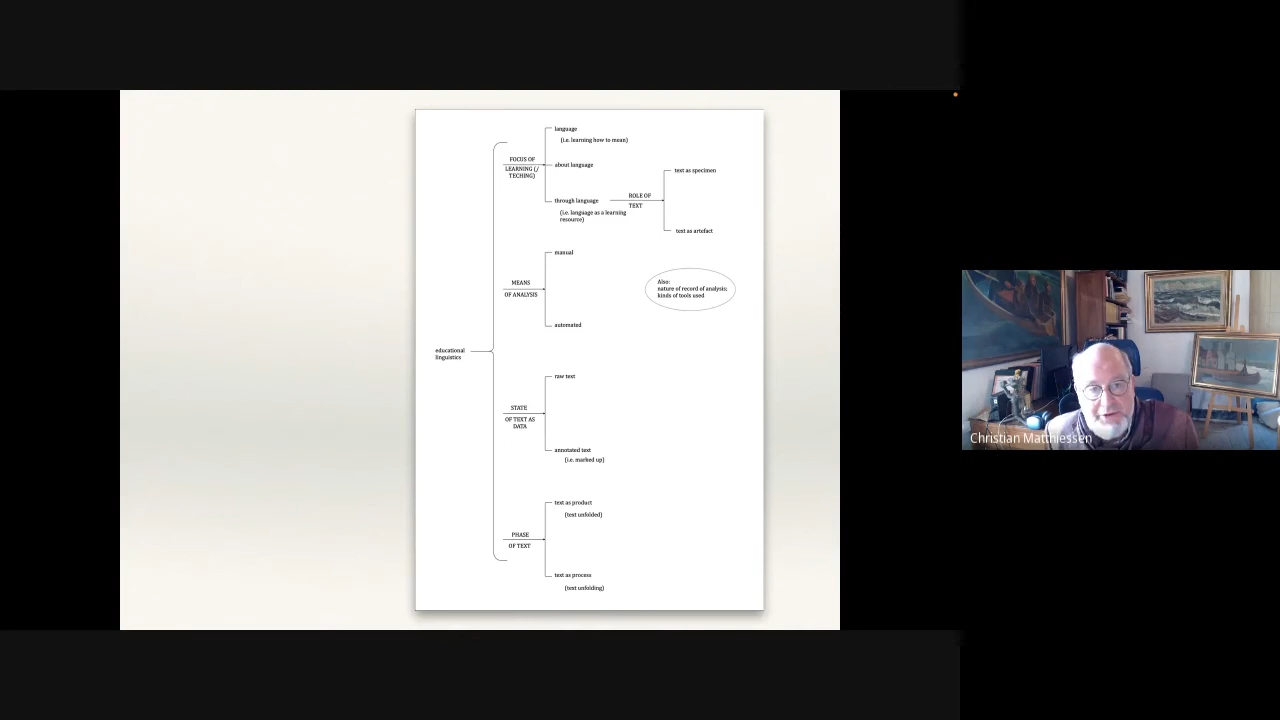 language
(i.e. learning how to mean)
FOCUS OF
LEARNING (/
TECHING)
about language
text as specimen
through language
ROLE OF
TEXT
(i.e. language as a learning
resource)
text as artefact
manual
MEANS
OF ANALYSIS
Also:
nature of record of analysis;
kinds of tools used
automated
educational
linguistics
raw text
STATE
OF TEXT AS
DATA
annotated text
(i.e. marked up)
text as product
(text unfolded)
PHASE
OF TEXT
text as process
(text unfolding)
Christian Matthiessen